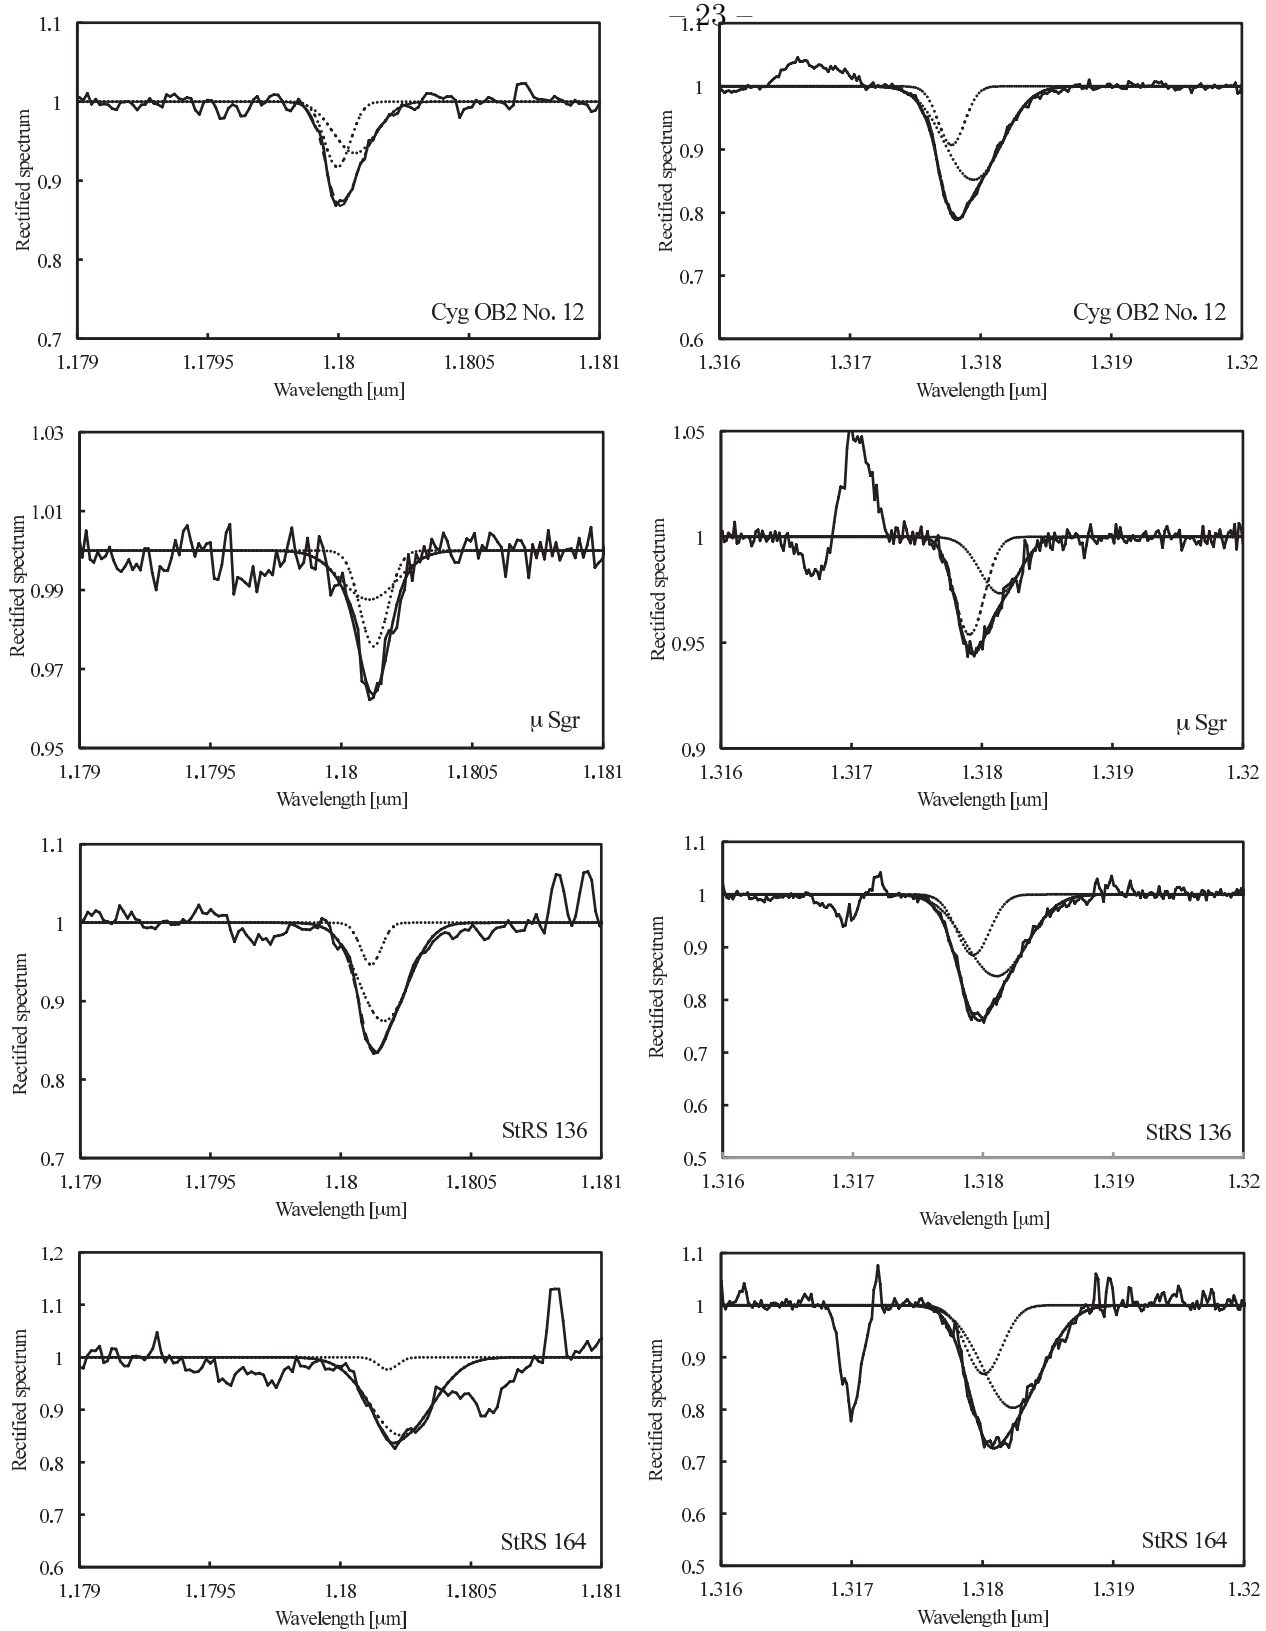 – 23 –
1.1
1
0.9
0.8
0.7
Rectified spectrum
Cyg OB2 No. 12
1.179 1.1795 1.18 1.1805 1.181
Wavelength [μm]
1.1
1
0.9
0.8
0.7
0.6
Rectified spectrum
Cyg OB2 No. 12
1.316 1.317 1.318 1.319 1.32
Wavelength [μm]
1.03
1.01
0.99
0.97
0.95
Rectified spectrum
μ Sgr
1.179 1.1795 1.18 1.1805 1.181
Wavelength [μm]
1.05
1
0.95
0.9
Rectified spectrum
μ Sgr
1.316 1.317 1.318 1.319 1.32
Wavelength [μm]
1.1
1
0.9
0.8
0.7
Rectified spectrum
StRS 136
1.179 1.1795 1.18 1.1805 1.181
Wavelength [μm]
1.1
1
0.9
0.8
0.7
0.6
0.5
Rectified spectrum
StRS 136
1.316 1.317 1.318 1.319 1.32
Wavelength [μm]
1.2
1.1
1
0.9
0.8
0.7
0.6
Rectified spectrum
StRS 164
1.179 1.1795 1.18 1.1805 1.181
Wavelength [μm]
1.1
1
0.9
0.8
0.7
0.6
0.5
Rectified spectrum
StRS 164
1.316 1.317 1.318 1.319 1.32
Wavelength [μm]